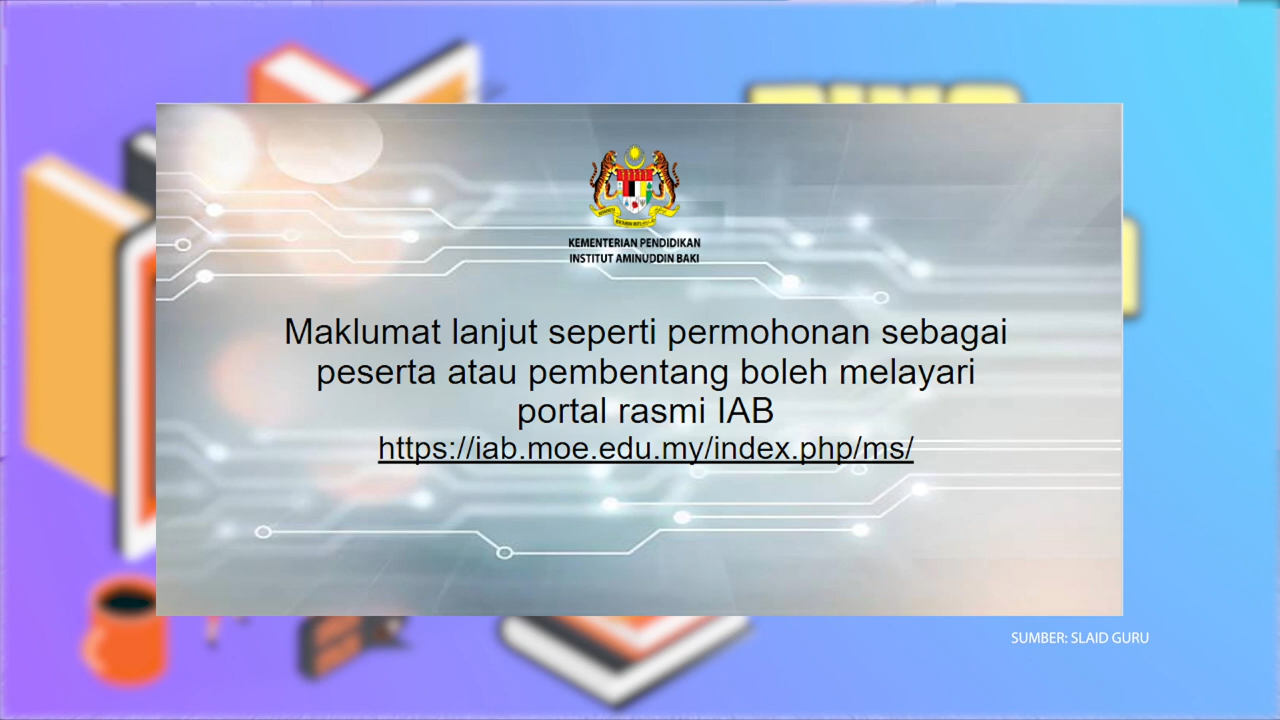 KEMENTERIAN PENDIDIKAN
INSTITUT AMINUDDIN BAKI
Maklumat lanjut seperti permohonan sebagai
peserta atau pembentang boleh melayari
portal rasmi IAB
https://iab.moe.edu.my/index.php/ms/
SUMBER: SLAID GURU